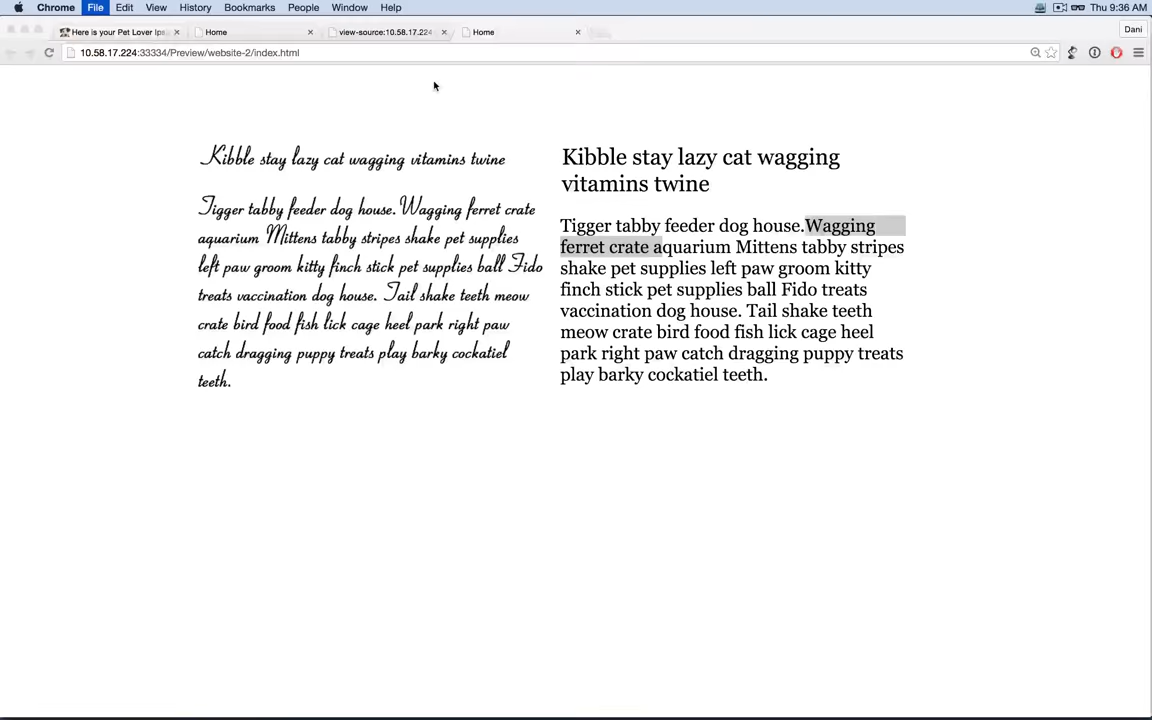 Chrome File Edit View History Bookmarks People Window Help Thu 9:36 AM
Here is your Pet Lover Ips Home view-source:10.58.17.224 Home Dani
10.58.17.224:33334/Preview/website-2/index.html
Kibble stay lazy cat wagging vitamins twine
Tigger tabby feeder dog house. Wagging ferret crate
aquarium Mittens tabby stripes shake pet supplies
left paw groom kitty finch stick pet supplies ball Fido
treats vaccination dog house. Tail shake teeth meow
crate bird food fish lick cage heel park right paw
catch dragging puppy treats play barky cockatiel
teeth.
Kibble stay lazy cat wagging
vitamins twine
Tigger tabby feeder dog house.Wagging
ferret crate aquarium Mittens tabby stripes
shake pet supplies left paw groom kitty
finch stick pet supplies ball Fido treats
vaccination dog house. Tail shake teeth
meow crate bird food fish lick cage heel
park right paw catch dragging puppy treats
play barky cockatiel teeth.